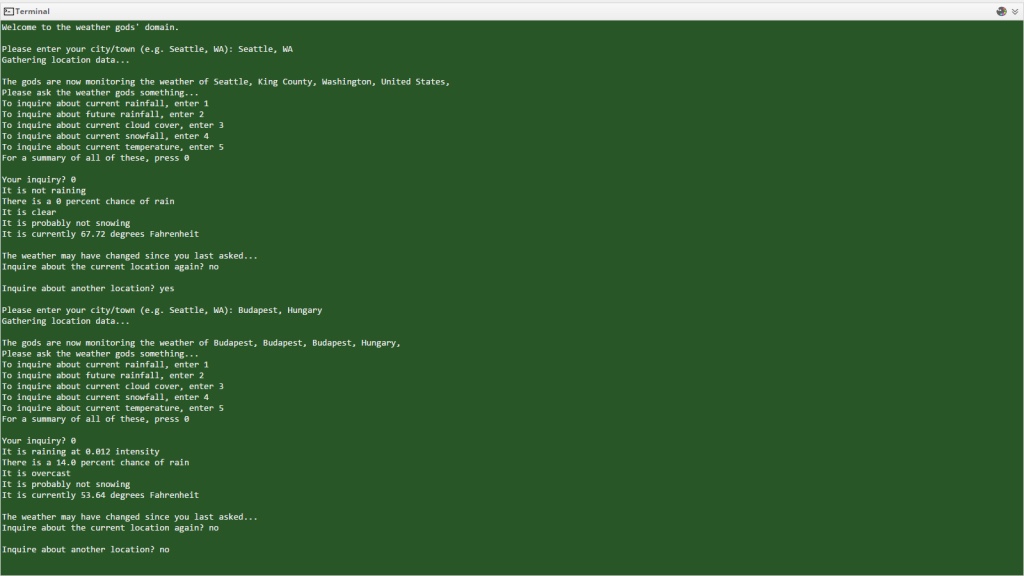 Terminal
Welcome to the weather gods' domain.
Please enter your city/town (e.g. Seattle, WA): Seattle, WA
Gathering location data...
The gods are now monitoring the weather of Seattle, King County, Washington, United States,
Please ask the weather gods something...
To inquire about current rainfall, enter 1
To inquire about future rainfall, enter 2
To inquire about current cloud cover, enter 3
To inquire about current snowfall, enter 4
To inquire about current temperature, enter 5
For a summary of all of these, press 0
Your inquiry? 0
It is not raining
There is a 0 percent chance of rain
It is clear
It is probably not snowing
It is currently 67.72 degrees Fahrenheit
The weather may have changed since you last asked...
Inquire about the current location again? no
Inquire about another location? yes
Please enter your city/town (e.g. Seattle, WA): Budapest, Hungary
Gathering location data...
The gods are now monitoring the weather of Budapest, Budapest, Budapest, Hungary,
Please ask the weather gods something...
To inquire about current rainfall, enter 1
To inquire about future rainfall, enter 2
To inquire about current cloud cover, enter 3
To inquire about current snowfall, enter 4
To inquire about current temperature, enter 5
For a summary of all of these, press 0
Your inquiry? 0
It is raining at 0.012 intensity
There is a 14.0 percent chance of rain
It is overcast
It is probably not snowing
It is currently 53.64 degrees Fahrenheit
The weather may have changed since you last asked...
Inquire about the current location again? no
Inquire about another location? no